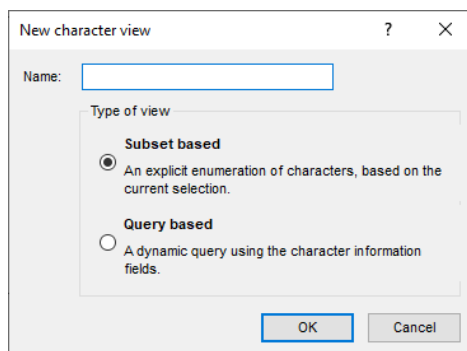 New character view ?
Name:
Type of view
Subset based
An explicit enumeration of characters, based on the
current selection.
Query based
A dynamic query using the character information
fields.
OK Cancel